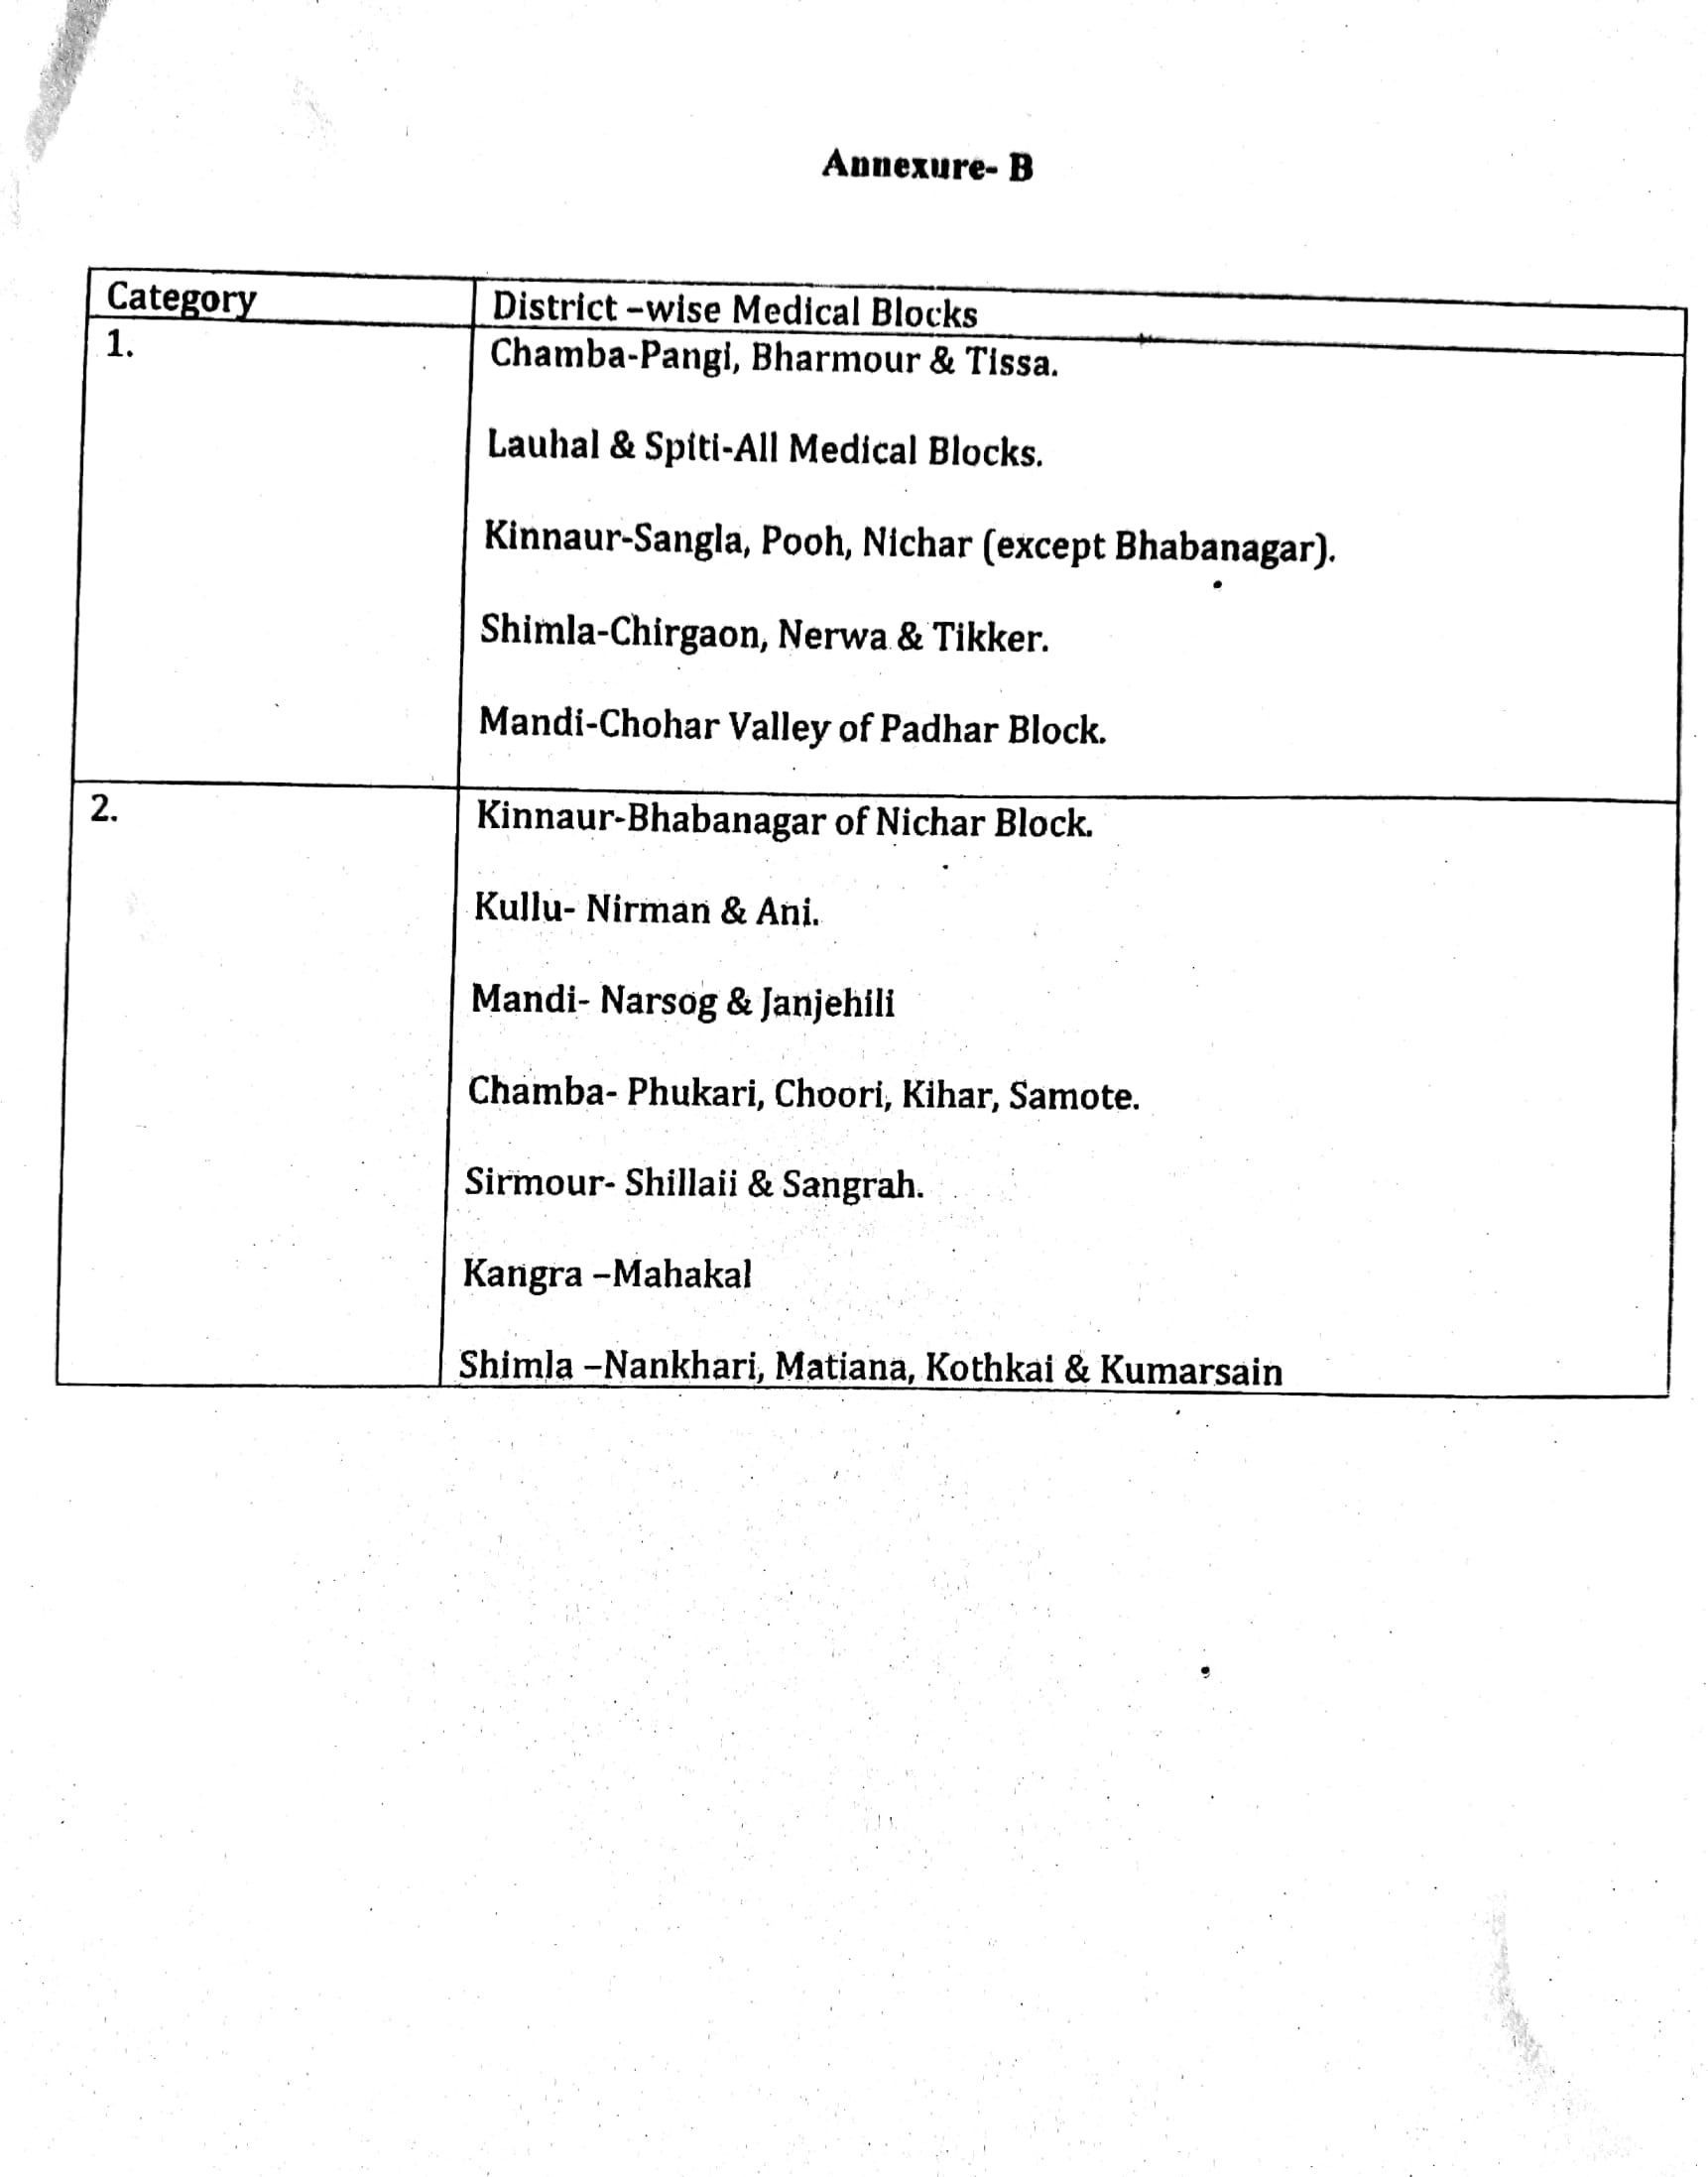 Annexure- B
Category District –wise Medical Blocks
1. Chamba-Pangi, Bharmour & Tissa.
Lauhal & Spiti-All Medical Blocks.
Kinnaur-Sangla, Pooh, Nichar (except Bhabanagar).
Shimla-Chirgaon, Nerwa & Tikker.
Mandi-Chohar Valley of Padhar Block.
2. Kinnaur-Bhabanagar of Nichar Block.
Kullu- Nirman & Ani.
Mandi- Narsog & Janjehili
Chamba- Phukari, Choori, Kihar, Samote.
Sirmour- Shillaii & Sangrah.
Kangra –Mahakal
Shimla –Nankhari, Matiana, Kothkai & Kumarsain